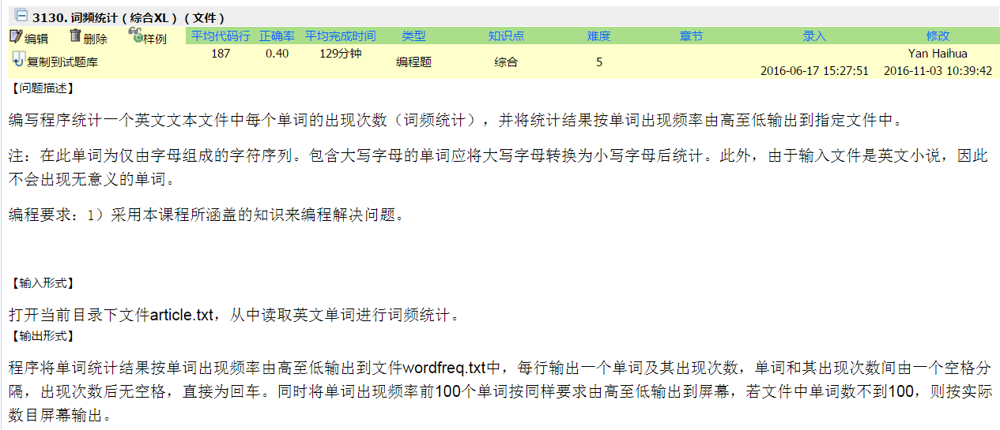 3130. 词频统计（综合XL）（文件）
编辑 删除 样例 平均代码行 正确率 平均完成时间 类型 知识点 难度 章节 录入 修改
复制到试题库 187 0.40 129分钟 编程题 综合 5 2016-06-17 15:27:51 Yan Haihua 2016-11-03 10:39:42
【问题描述】
编写程序统计一个英文文本文件中每个单词的出现次数（词频统计），并将统计结果按单词出现频率由高至低输出到指定文件中。
注：在此单词为仅由字母组成的字符序列。包含大写字母的单词应将大写字母转换为小写字母后统计。此外，由于输入文件是英文小说，因此
不会出现无意义的单词。
编程要求：1）采用本课程所涵盖的知识来编程解决问题。
【输入形式】
打开当前目录下文件article.txt，从中读取英文单词进行词频统计。
【输出形式】
程序将单词统计结果按单词出现频率由高至低输出到文件wordfreq.txt中，每行输出一个单词及其出现次数，单词和其出现次数间由一个空格分
隔，出现次数后无空格，直接为回车。同时将单词出现频率前100个单词按同样要求由高至低输出到屏幕，若文件中单词数不到100，则按实际
数目屏幕输出。